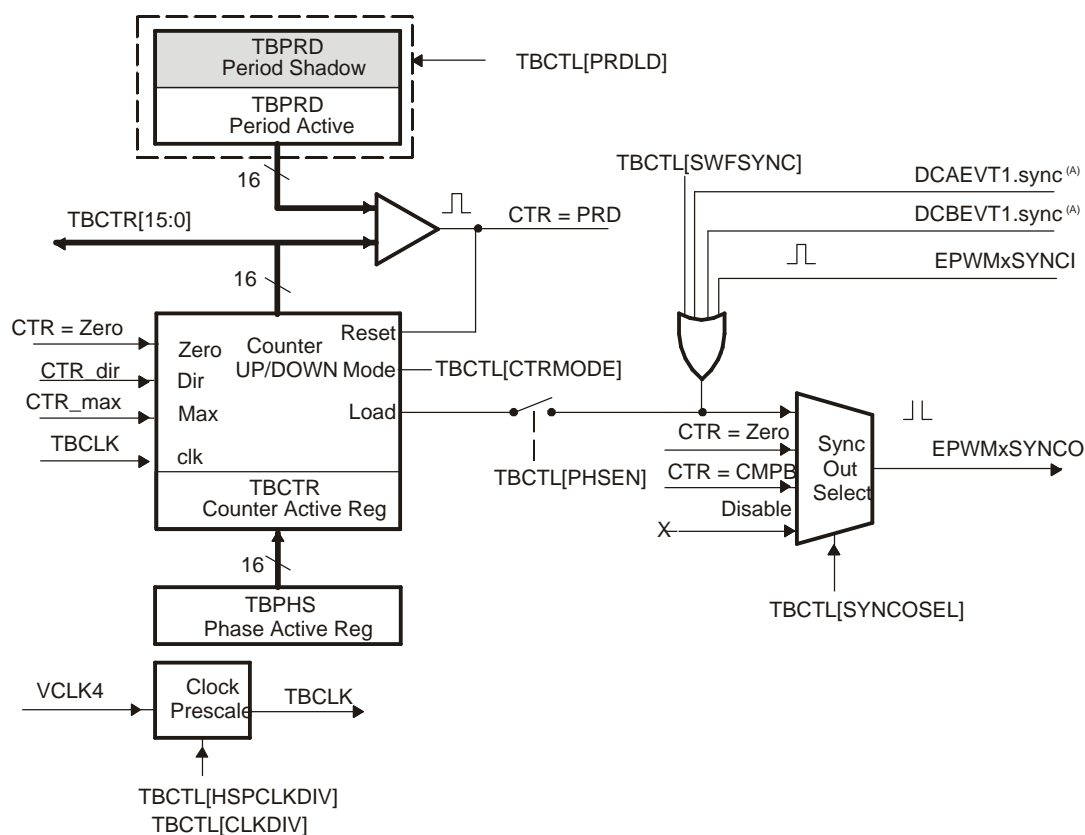 TBPRD
Period Shadow
TBPRD
Period Active
TBCTL[PRDLD]
16
TBCTR[15:0]
CTR = PRD
TBCTL[SWFSYNC]
DCAEVT1.sync (A)
DCBEVT1.sync (A)
EPWMxSYNCI
16
CTR = Zero
CTR_dir
CTR_max
TBCLK
Zero
Dir
Max
clk
Counter
UP/DOWN
Reset
Mode
Load
TBCTL[CTRMODE]
TBCTR
Counter Active Reg
TBCTL[PHSEN]
CTR = Zero
CTR = CMPB
Disable
X
Sync
Out
Select
EPWMxSYNCO
TBCTL[SYNCOSEL]
16
TBPHS
Phase Active Reg
VCLK4
Clock
Prescale
TBCLK
TBCTL[HSPCLKDIV]
TBCTL[CLKDIV]